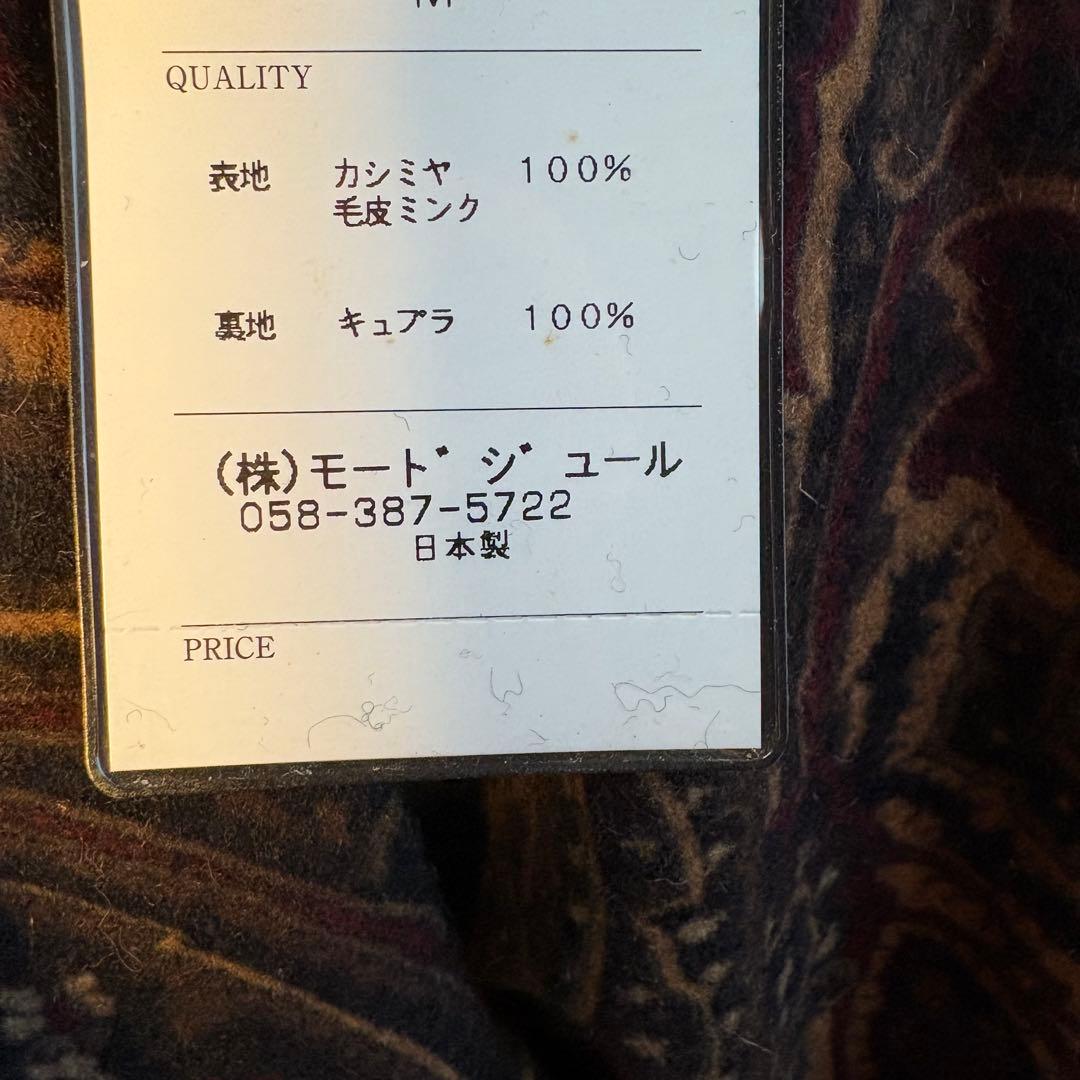 M
QUALITY
表地 カシミヤ 100%
毛皮ミンク
裏地 キュプラ 100%
(株)モード ジュール
058-387-5722
日本製
PRICE